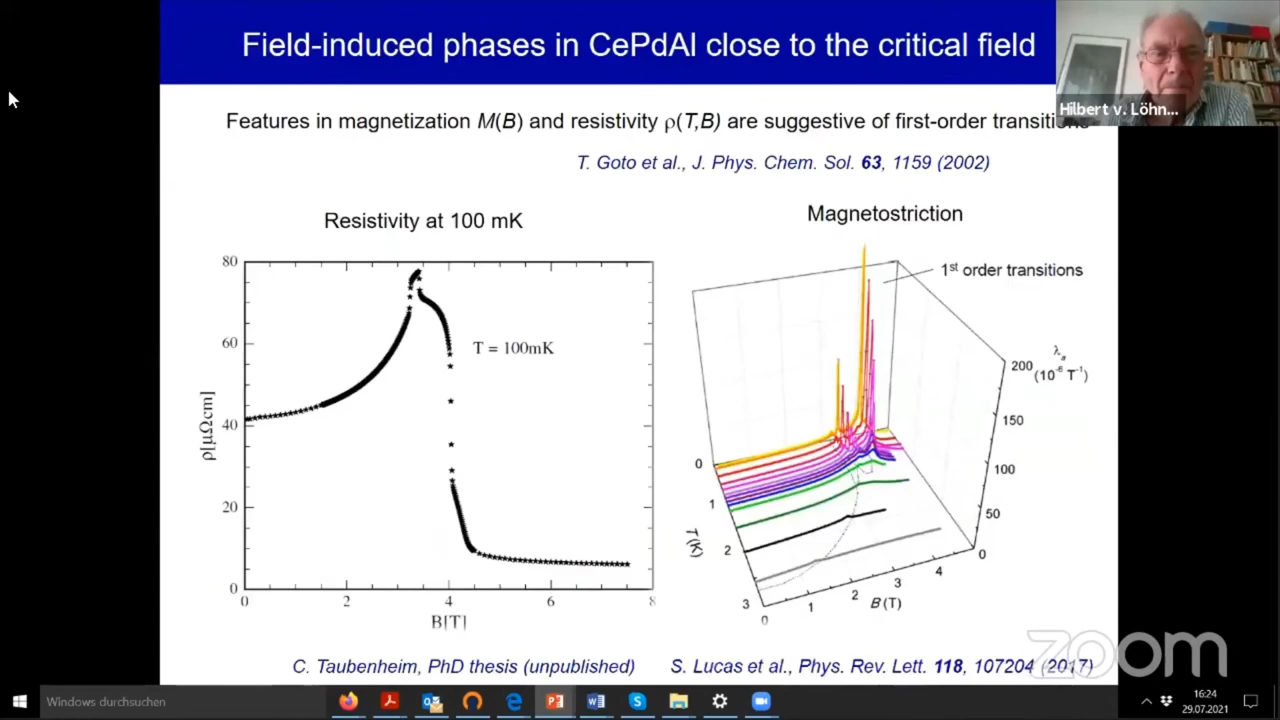 Field-induced phases in CePdAl close to the critical field
Hilbert v. Löhn...
Features in magnetization M(B) and resistivity ρ(T,B) are suggestive of first-order transitions
T. Goto et al., J. Phys. Chem. Sol. 63, 1159 (2002)
Resistivity at 100 mK
Magnetostriction
1st order transitions
80
60
40
20
0
ρ[μΩcm]
T = 100mK
0
2
4
6
8
B[T]
λa
(10-6 T-1)
200
150
100
50
0
0
1
2
3
T(K)
0
1
2
3
4
B(T)
C. Taubenheim, PhD thesis (unpublished)
S. Lucas et al., Phys. Rev. Lett. 118, 107204 (2017)
zoom
Windows durchsuchen
16:24
29.07.2021